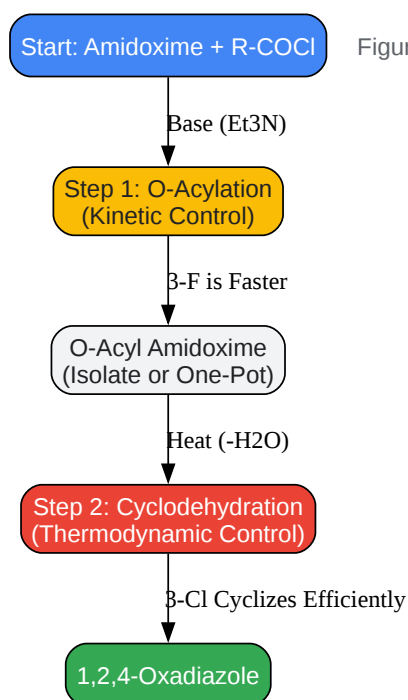 Start: Amidoxime + R-COCl
Figur
Base (Et3N)
Step 1: O-Acylation
(Kinetic Control)
3-F is Faster
O-Acyl Amidoxime
(Isolate or One-Pot)
Heat (-H2O)
Step 2: Cyclodehydration
(Thermodynamic Control)
3-Cl Cyclizes Efficiently
1,2,4-Oxadiazole